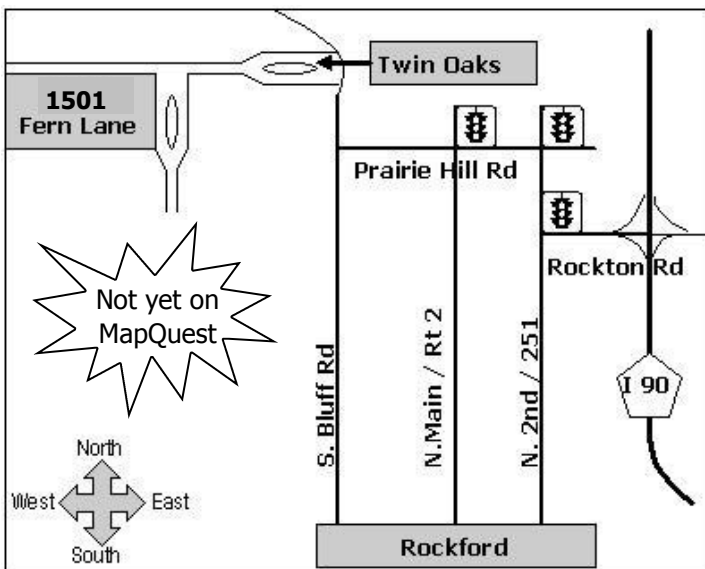 Twin Oaks
1501
Fern Lane
Prairie Hill Rd
Rockton Rd
Not yet on
MapQuest
S. Bluff Rd
N.Main / Rt 2
N. 2nd / 251
I 90
North
West
East
South
Rockford